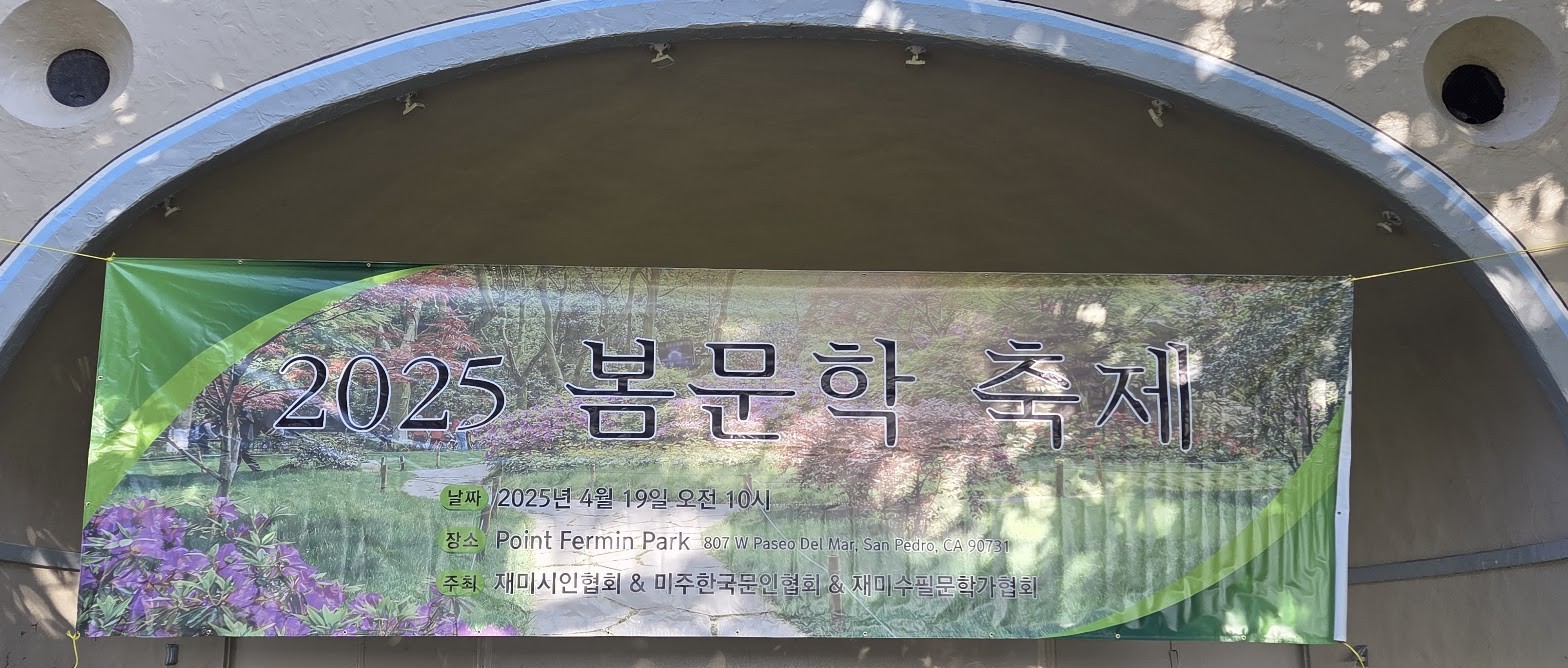 2025 봄문학 축제
날짜 2025년 4월 19일 오전 10시
장소 Point Fermin Park 807 W Paseo Del Mar, San Pedro, CA 90731
주최 재미시인협회 & 미주한국문인협회 & 재미수필문학가협회